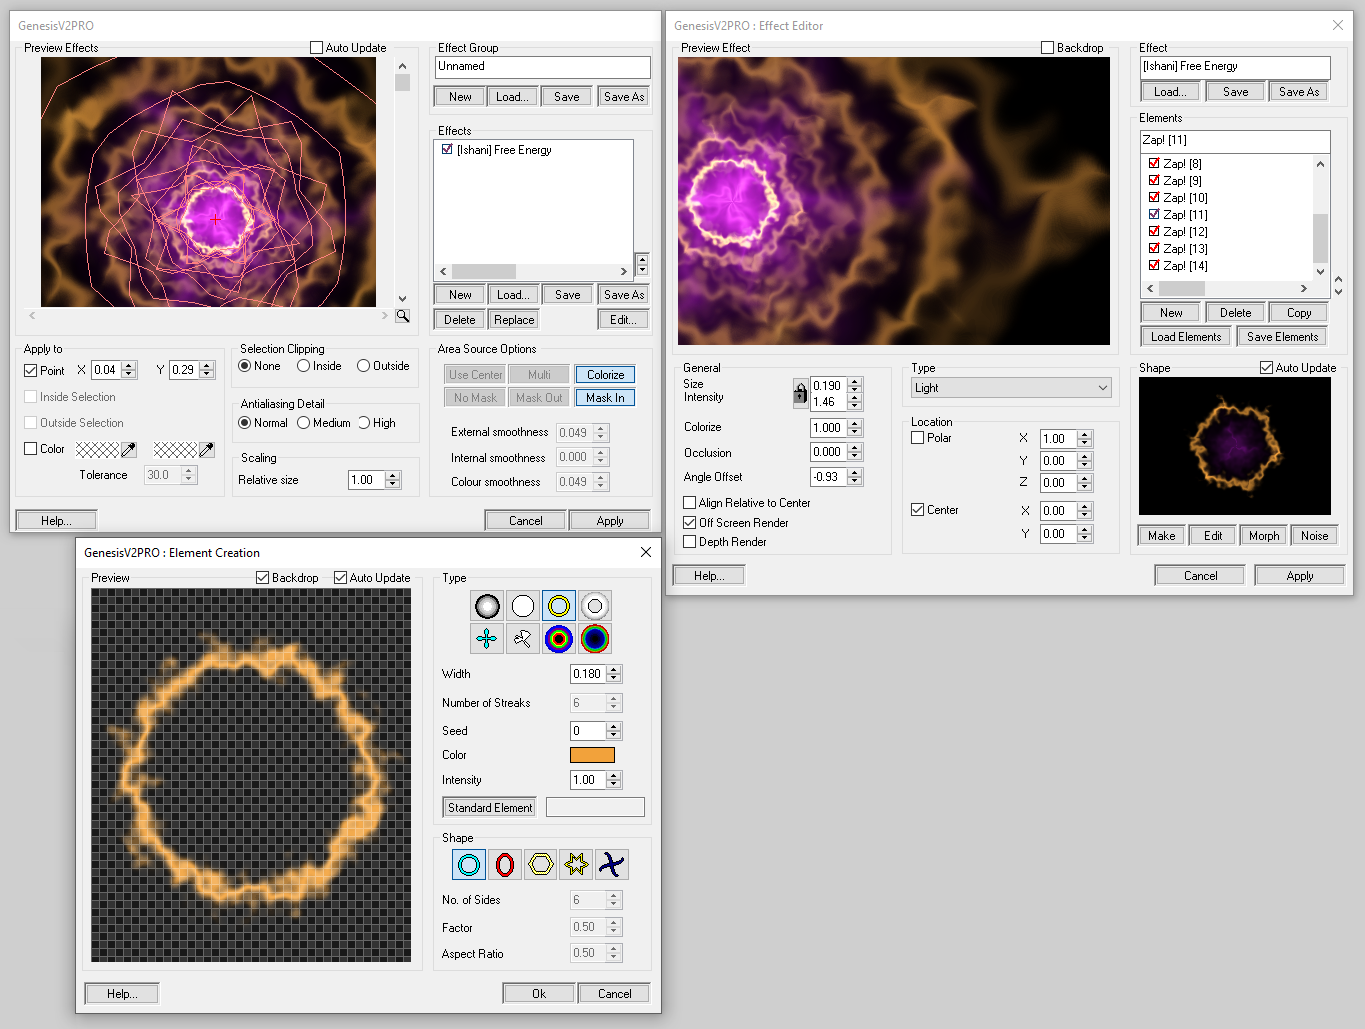 GenesisV2PRO
Preview Effects
Auto Update
Effect Group
Unnamed
New
Load...
Save
Save As
Effects
[Ishani] Free Energy
New
Load...
Save
Save As
Delete
Replace
Edit...
Apply to
Point
X
0.04
Y
0.29
Inside Selection
Outside Selection
Color
Tolerance
30.0
Selection Clipping
None
Inside
Outside
Antialiasing Detail
Normal
Medium
High
Scaling
Relative size
1.00
Area Source Options
Use Center
Multi
Colorize
No Mask
Mask Out
Mask In
External smoothness
0.049
Internal smoothness
0.000
Colour smoothness
0.049
Help...
Cancel
Apply
GenesisV2PRO : Effect Editor
Preview Effect
Backdrop
Effect
[Ishani] Free Energy
Load...
Save
Save As
Elements
Zap! [11]
Zap! [8]
Zap! [9]
Zap! [10]
Zap! [11]
Zap! [12]
Zap! [13]
Zap! [14]
New
Delete
Copy
Load Elements
Save Elements
General
Size
0.190
Intensity
1.46
Colorize
1.000
Occlusion
0.000
Angle Offset
-0.93
Align Relative to Center
Off Screen Render
Depth Render
Type
Light
Location
Polar
X
1.00
Y
0.00
Z
0.00
Center
X
0.00
Y
0.00
Shape
Auto Update
Make
Edit
Morph
Noise
Help...
Cancel
Apply
GenesisV2PRO : Element Creation
Preview
Backdrop
Auto Update
Type
Width
0.180
Number of Streaks
6
Seed
0
Color
Intensity
1.00
Standard Element
Shape
No. of Sides
6
Factor
0.50
Aspect Ratio
0.50
Help...
Ok
Cancel